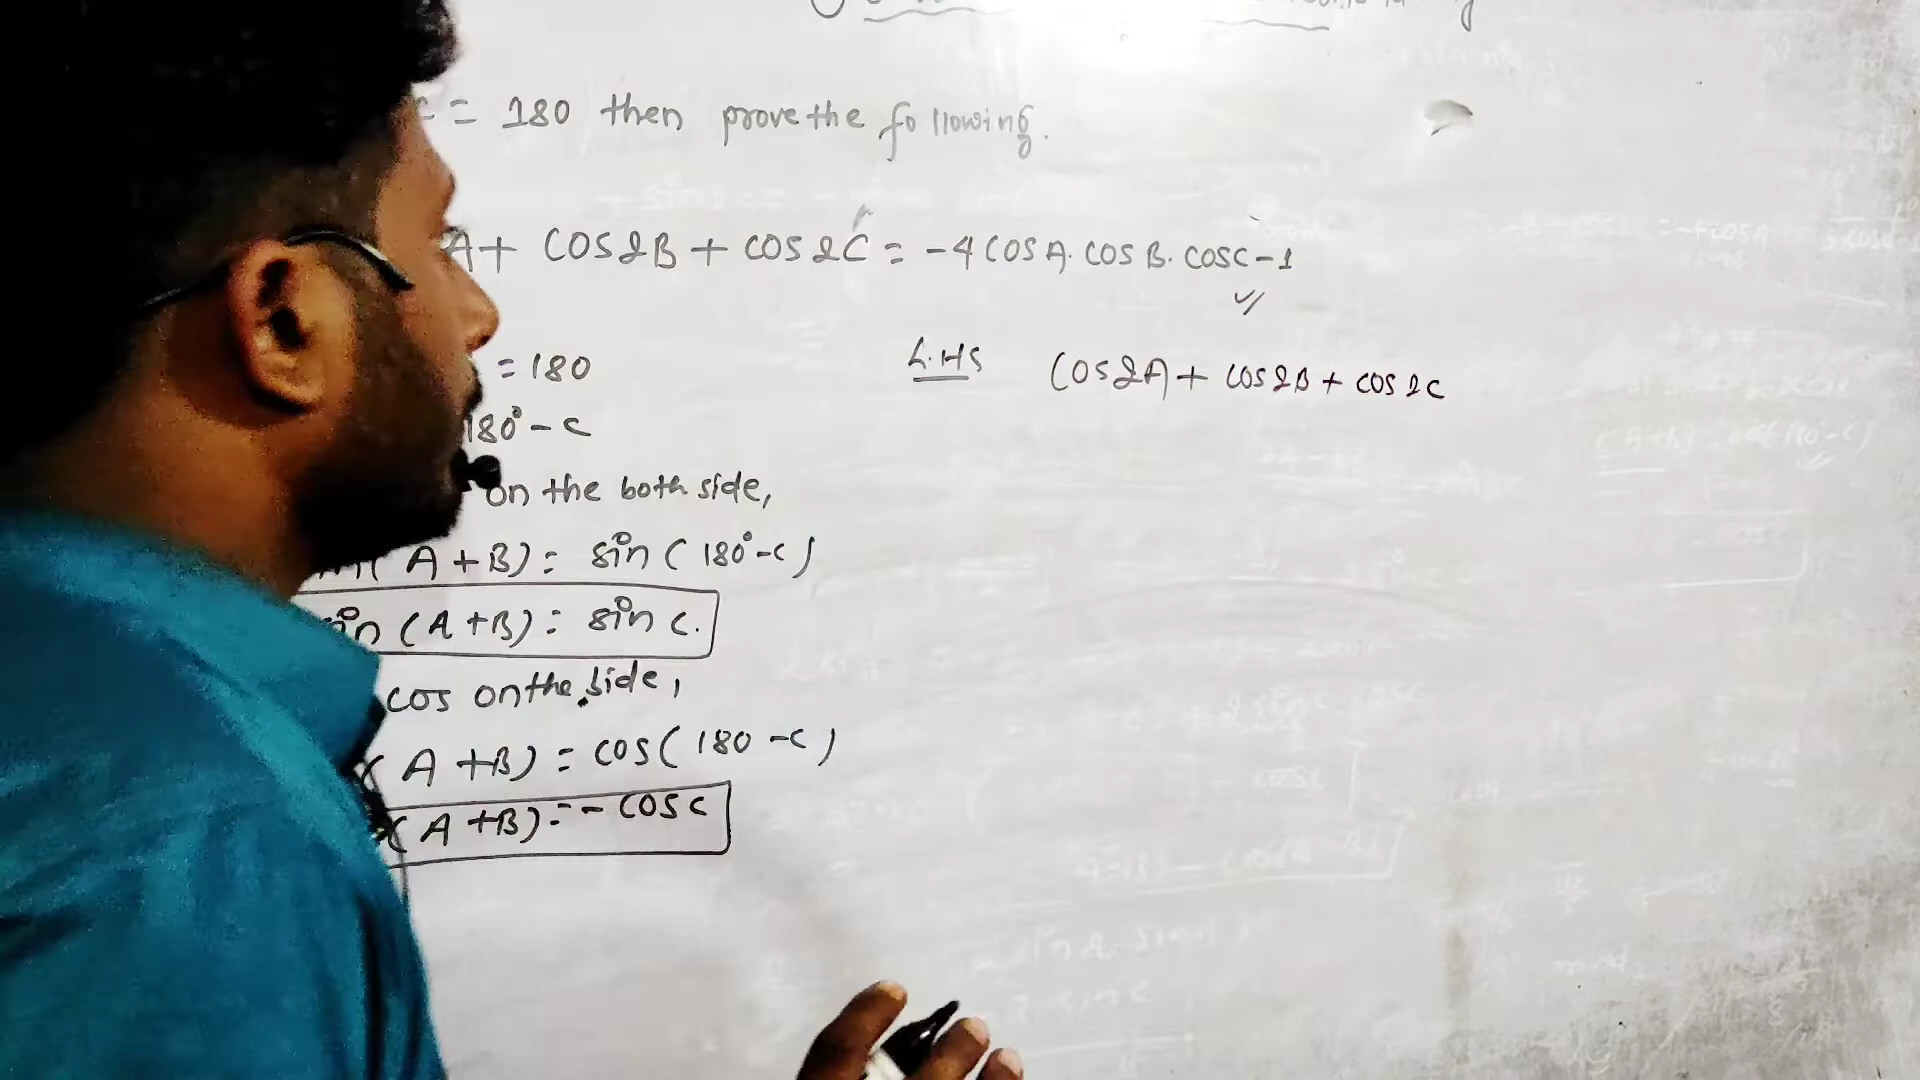 = 180 then prove the following.
A + cos2B + cos2C = -4 cosA. cosB. cosC - 1
= 180
L.H.S cos2A + cos2B + cos2C
180° - C
on the both side,
( A + B) = sin ( 180° - C )
sin (A + B) = sin C.
cos on the side,
( A + B) = cos( 180 - C )
( A + B) = - cos C